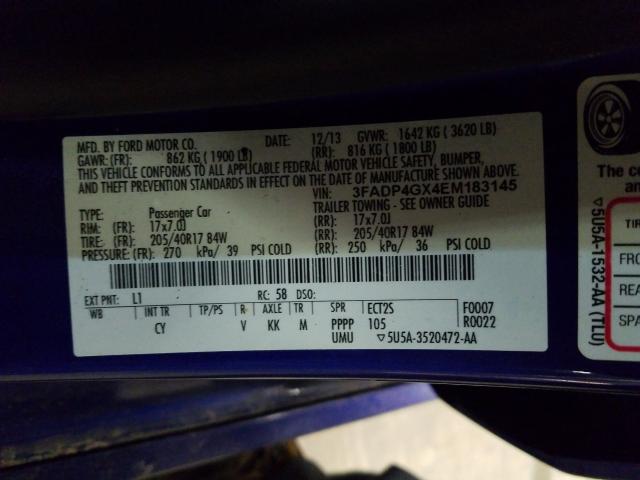 MFD. BY FORD MOTOR CO.
DATE: 12/13 GVWR: 1642 KG ( 3620 LB)
GAWR: (FR): 862 KG ( 1900 LB) (RR): 816 KG ( 1800 LB)
THIS VEHICLE CONFORMS TO ALL APPLICABLE FEDERAL MOTOR VEHICLE SAFETY, BUMPER,
AND THEFT PREVENTION STANDARDS IN EFFECT ON THE DATE OF MANUFACTURE SHOWN ABOVE.
VIN: 3FADP4GX4EM183145
TYPE: Passenger Car TRAILER TOWING - SEE OWNER GUIDE
RIM: (FR): 17x7.0J (RR): 17x7.0J
TIRE: (FR): 205/40R17 84W (RR): 205/40R17 84W
PRESSURE: (FR): 270 kPa/ 39 PSI COLD (RR): 250 kPa/ 36 PSI COLD
EXT PNT: L1 RC: 58 DSO:
WB INT TR TP/PS R AXLE TR SPR ECT2S F0007
CY V KK M PPPP 105 R0022
UMU ▽5U5A-3520472-AA
▽5U5A-1532-AA (TLU)
The c
and c
TIR
FRO
REA
SPA